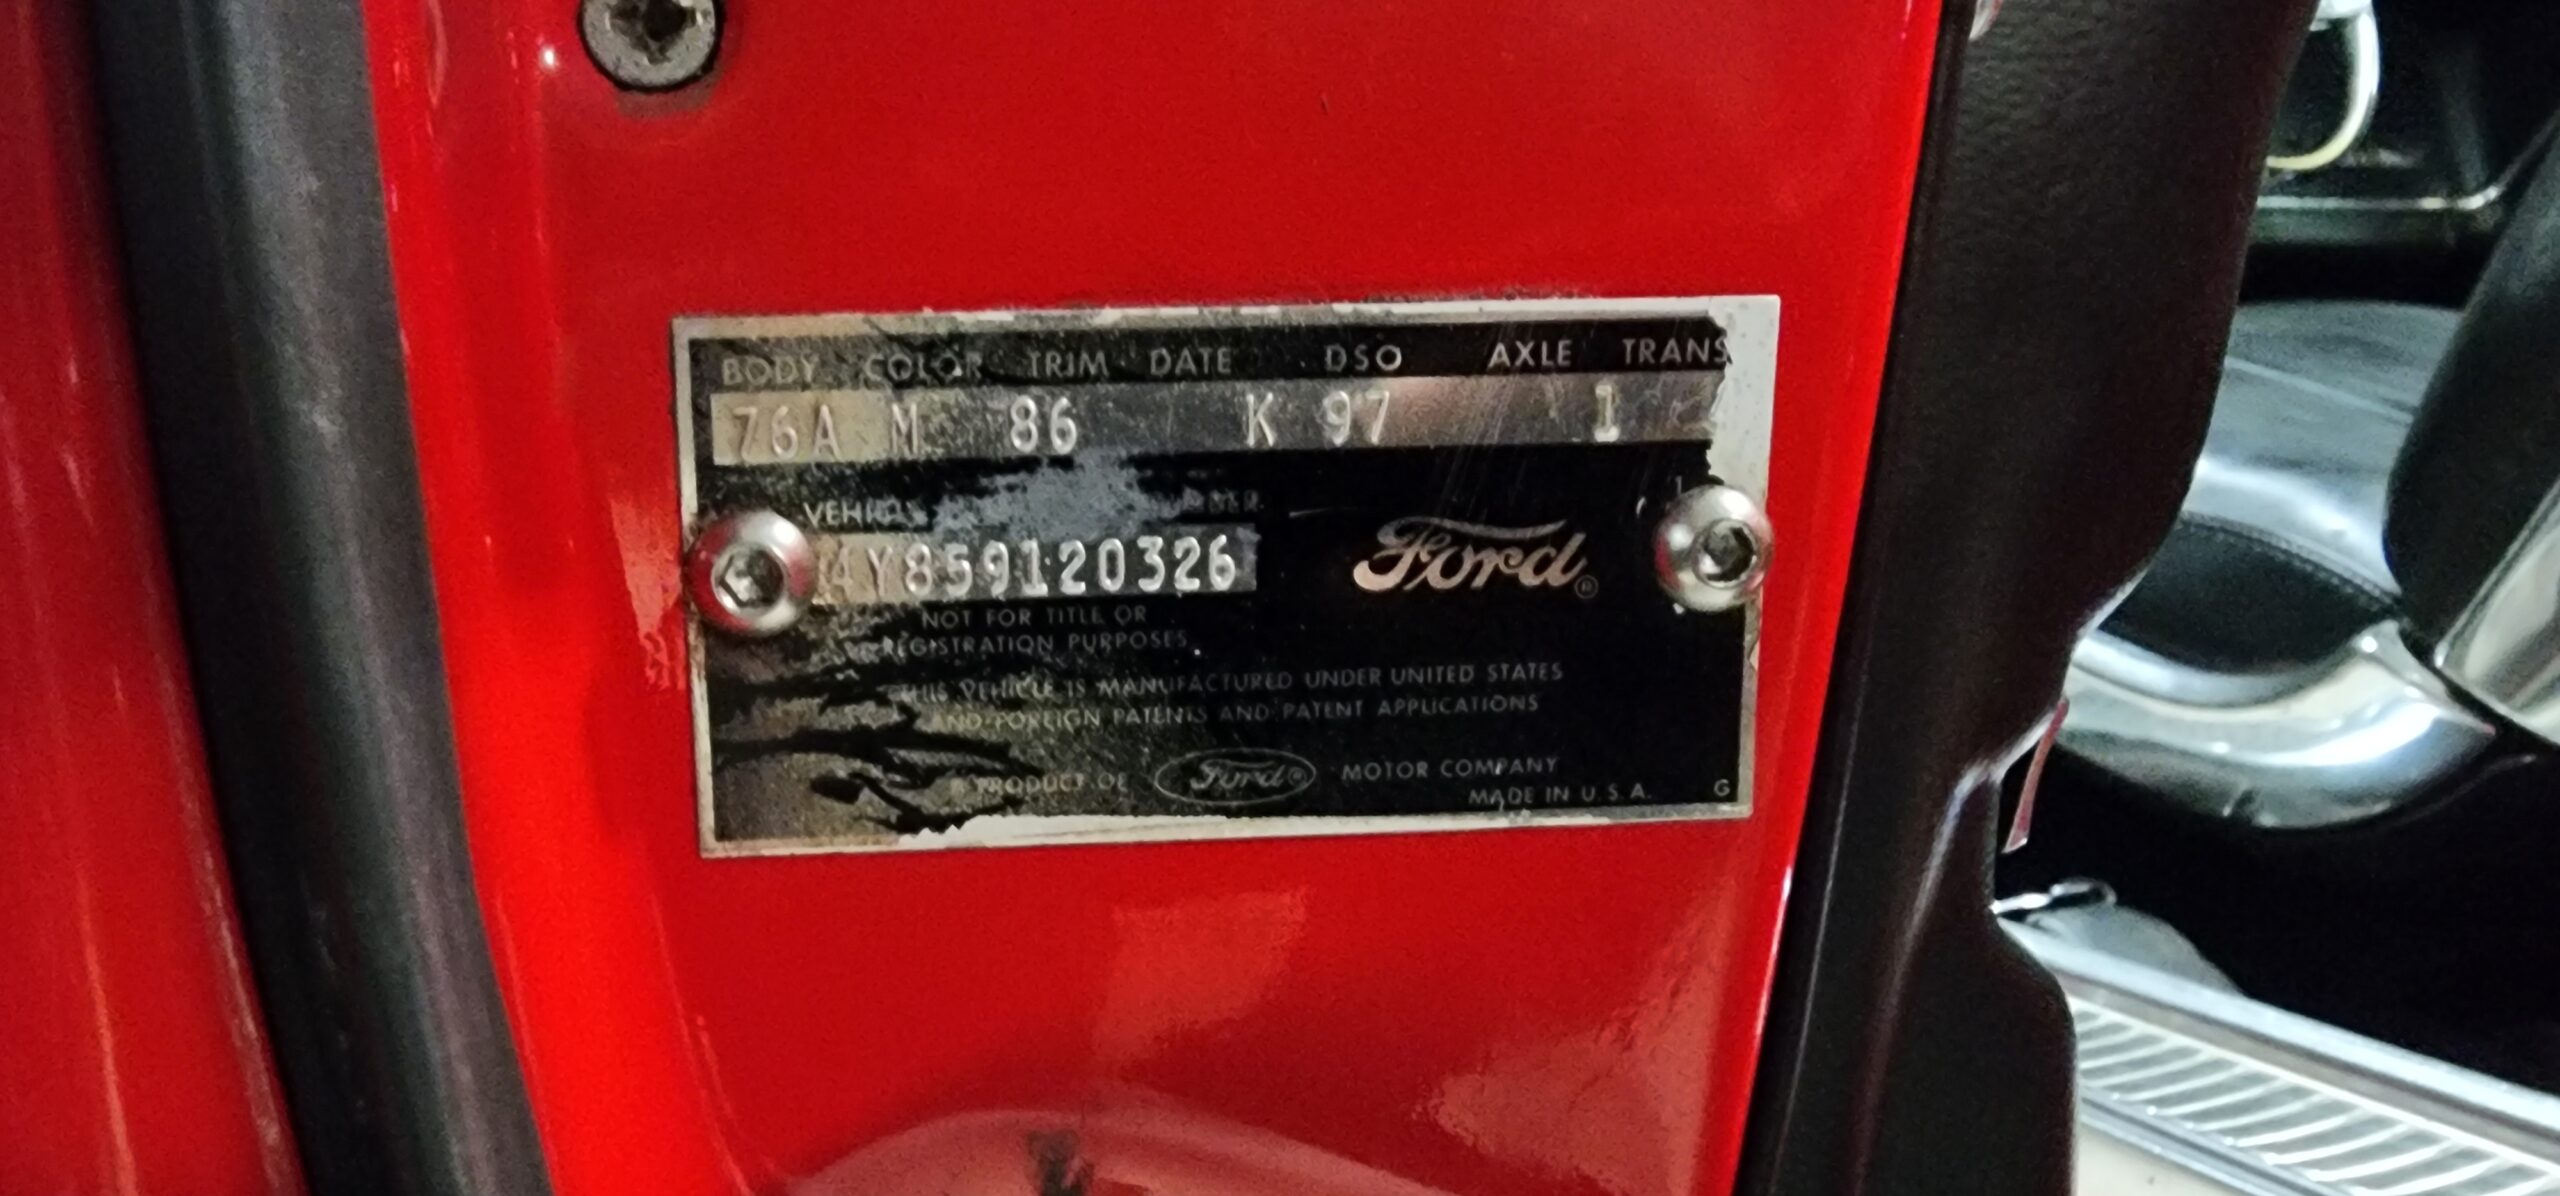 BODY COLOR TRIM DATE DSO AXLE TRANS
76A M 86 K 97 1
4Y85912O326
Ford®
NOT FOR TITLE OR
REGISTRATION PURPOSES
THIS VEHICLE IS MANUFACTURED UNDER UNITED STATES
AND FOREIGN PATENTS AND PATENT APPLICATIONS
PRODUCT OF Ford® MOTOR COMPANY
MADE IN U.S.A. G